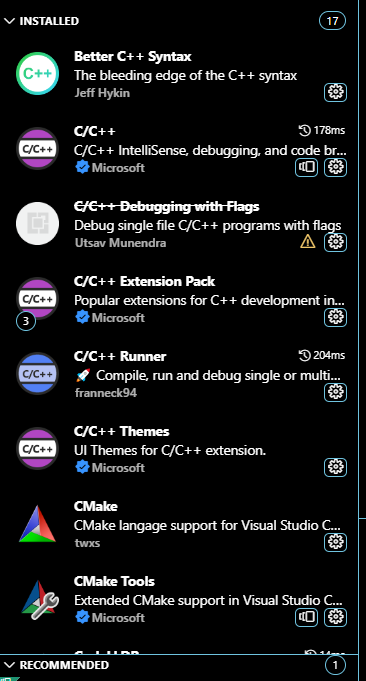 INSTALLED 17
Better C++ Syntax
C++
The bleeding edge of the C++ syntax
Jeff Hykin
C/C++ 178ms
C/C++
C/C++ IntelliSense, debugging, and code br...
Microsoft
C/C++ Debugging with Flags
Debug single file C/C++ programs with flags
Utsav Munendra
C/C++ Extension Pack
C/C++
Popular extensions for C++ development in...
3
Microsoft
C/C++ Runner 204ms
C/C++
🚀 Compile, run and debug single or multi...
franneck94
C/C++ Themes
C/C++
UI Themes for C/C++ extension.
Microsoft
CMake
CMake langage support for Visual Studio C...
twxs
CMake Tools
Extended CMake support in Visual Studio C...
Microsoft
RECOMMENDED 1